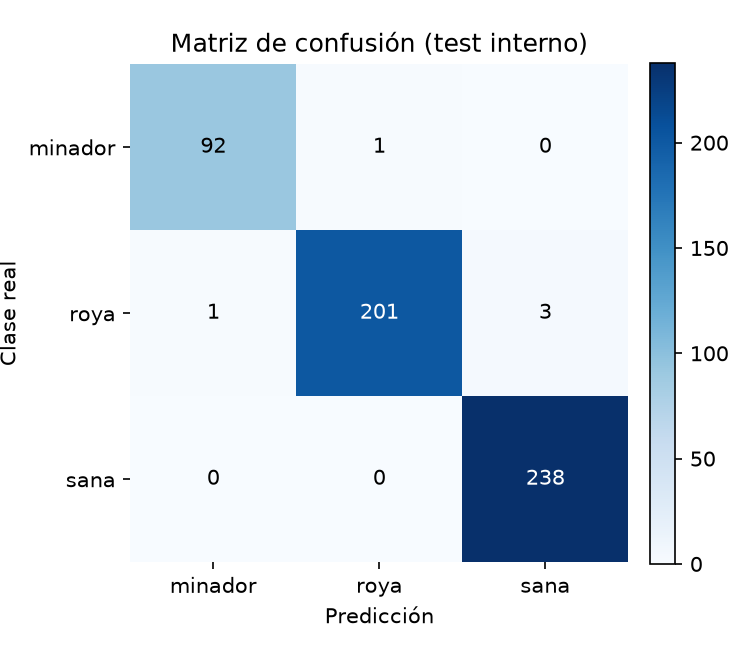 Matriz de confusión (test interno)
Clase real
minador 92 1 0
roya 1 201 3
sana 0 0 238
minador roya sana
Predicción
200
150
100
50
0